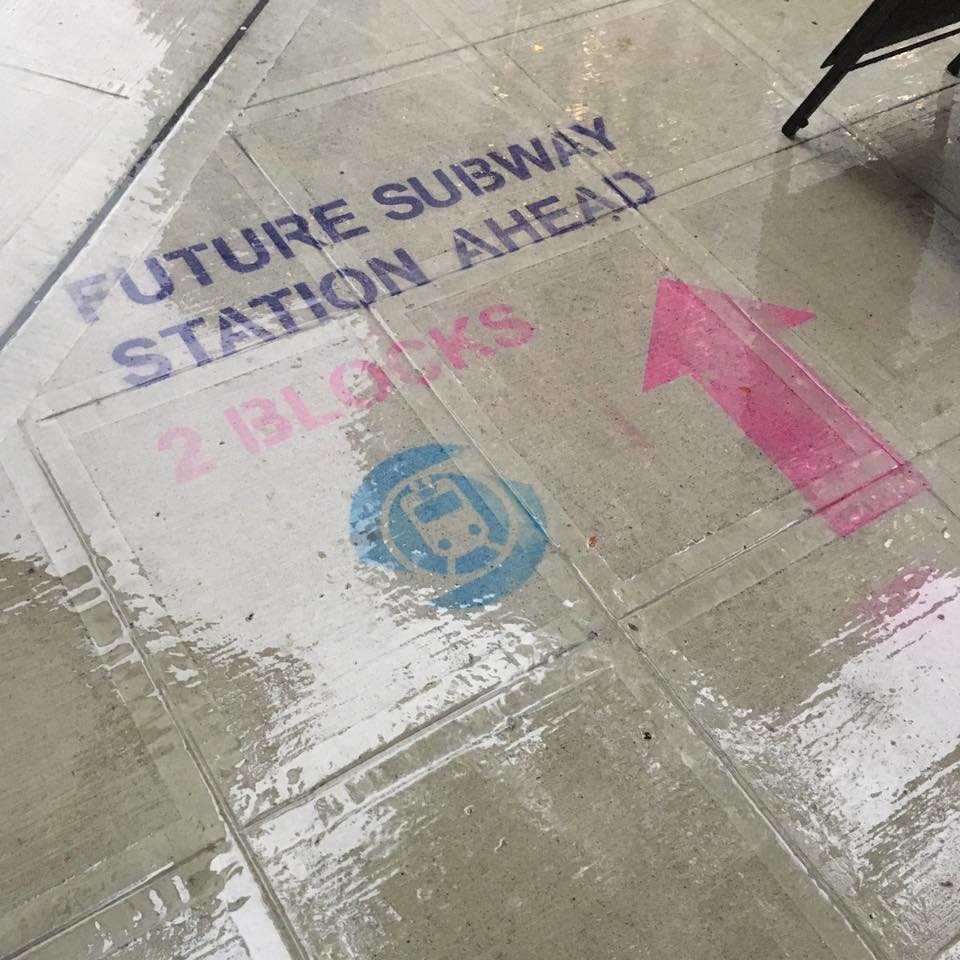 FUTURE SUBWAY
STATION AHEAD
2 BLOCKS